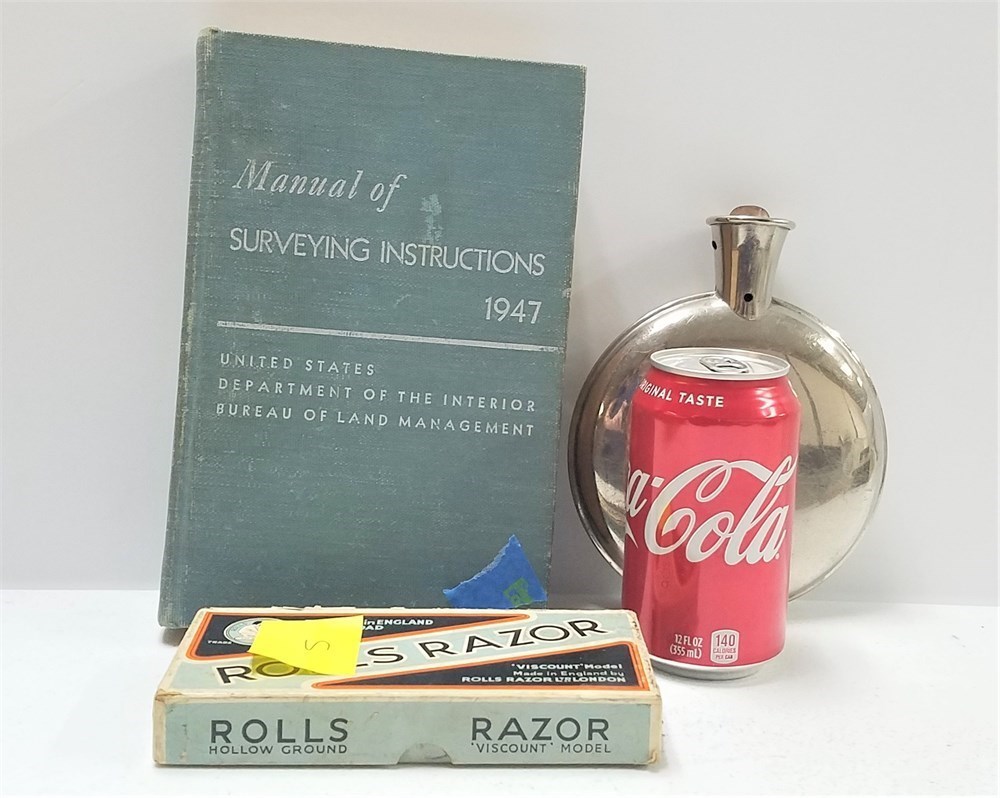 Manual of
SURVEYING INSTRUCTIONS
1947
UNITED STATES
DEPARTMENT OF THE INTERIOR
BUREAU OF LAND MANAGEMENT
ORIGINAL TASTE
Coca-Cola
12 FL OZ
(355 mL)
140
CALORIES
PER CAN
in ENGLAND
S
ROLLS RAZOR
'VISCOUNT' Model
Made in England by
ROLLS RAZOR LTD LONDON
ROLLS RAZOR
HOLLOW GROUND 'VISCOUNT' MODEL